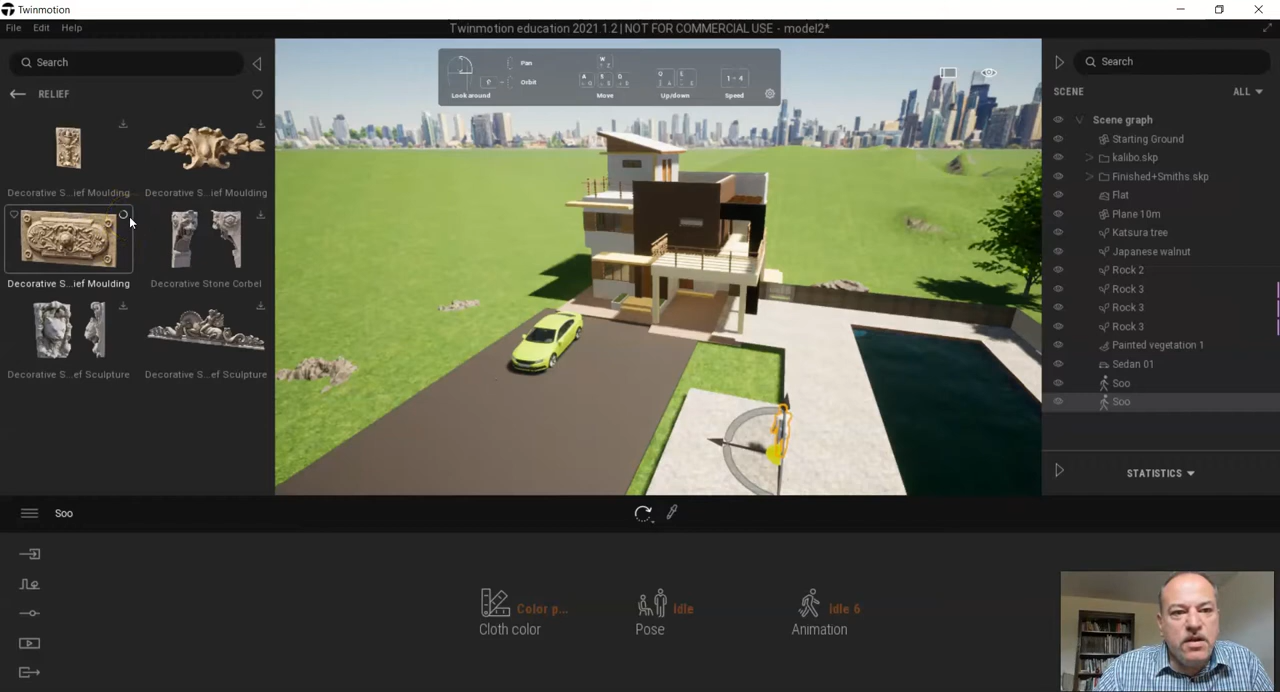 Twinmotion
File Edit Help
Twinmotion education 2021.1.2 | NOT FOR COMMERCIAL USE - model2*
Search
RELIEF
Decorative S...ief Moulding
Decorative S...ief Moulding
Decorative S...ief Moulding
Decorative Stone Corbel
Decorative S...ef Sculpture
Decorative S...ef Sculpture
Look around
Pan
Orbit
W
A S D
Move
Q E
Up/down
1 - 4
Speed
Search
SCENE
ALL
Scene graph
Starting Ground
kalibo.skp
Finished+Smiths.skp
Flat
Plane 10m
Katsura tree
Japanese walnut
Rock 2
Rock 3
Rock 3
Rock 3
Painted vegetation 1
Sedan 01
Soo
Soo
STATISTICS
Soo
Color p...
Cloth color
Idle
Pose
Idle 6
Animation